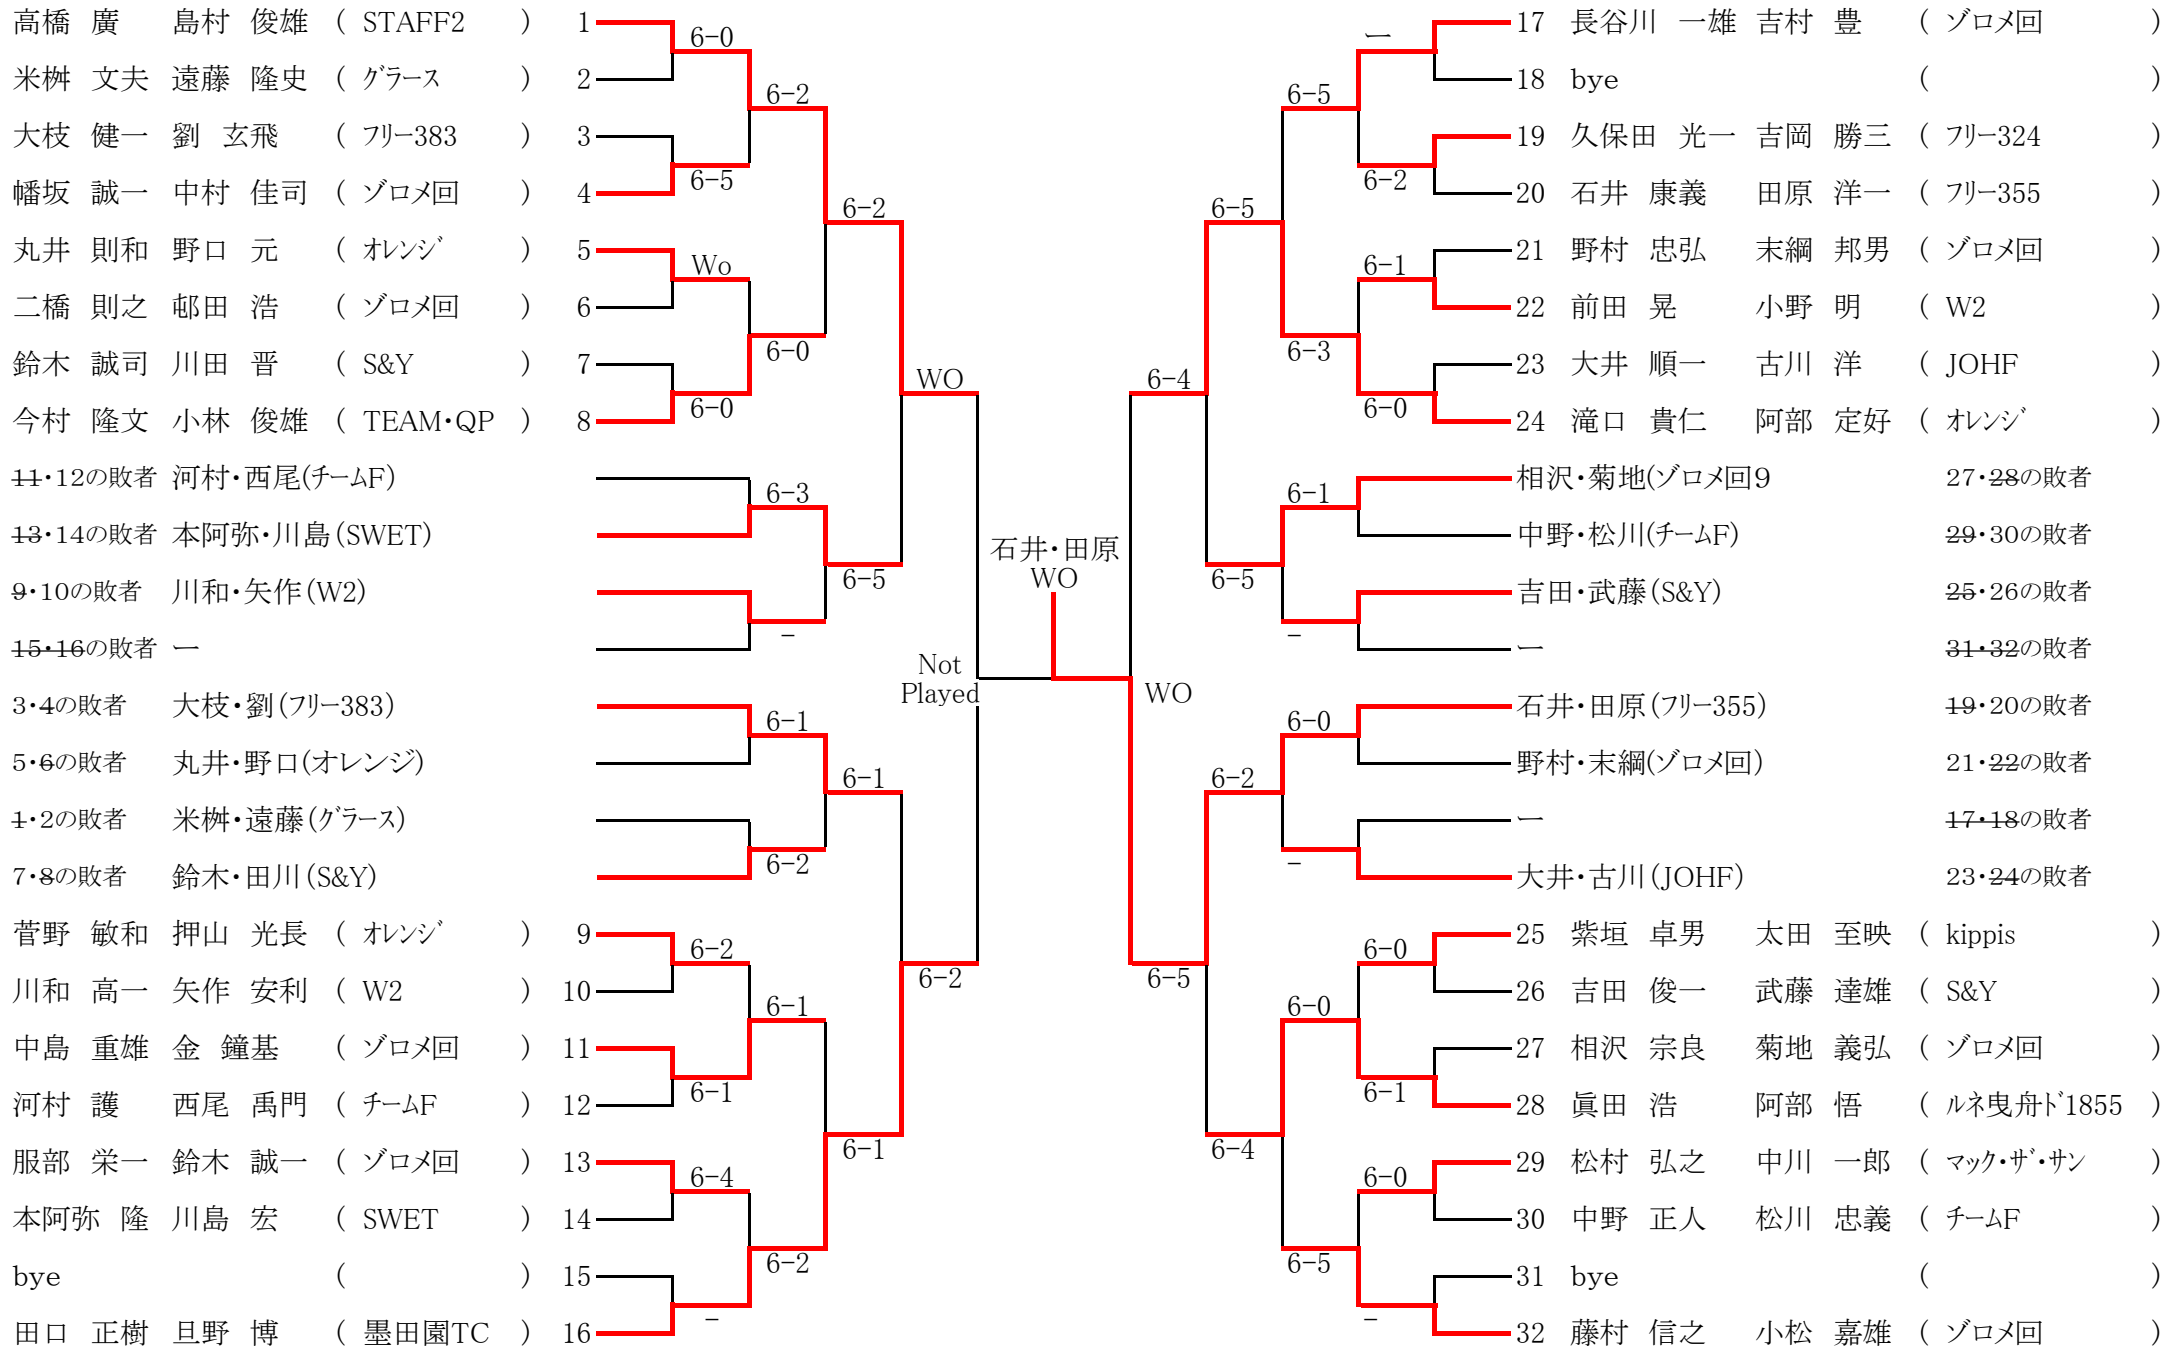 高橋 廣 島村 俊雄 ( STAFF2 ) 1
米桝 文夫 遠藤 隆史 ( グラース ) 2
大枝 健一 劉 玄飛 ( フリー383 ) 3
幡坂 誠一 中村 佳司 ( ゾロメ回 ) 4
丸井 則和 野口 元 ( オレンジ ) 5
二橋 則之 邨田 浩 ( ゾロメ回 ) 6
鈴木 誠司 川田 晋 ( S&Y ) 7
今村 隆文 小林 俊雄 ( TEAM・QP ) 8
11・12の敗者 河村・西尾(チームF)
13・14の敗者 本阿弥・川島(SWET)
9・10の敗者 川和・矢作(W2)
15・16の敗者 ー
3・4の敗者 大枝・劉(フリー383)
5・6の敗者 丸井・野口(オレンジ)
1・2の敗者 米桝・遠藤(グラース)
7・8の敗者 鈴木・田川(S&Y)
菅野 敏和 押山 光長 ( オレンジ ) 9
川和 高一 矢作 安利 ( W2 ) 10
中島 重雄 金 鐘基 ( ゾロメ回 ) 11
河村 護 西尾 禹門 ( チームF ) 12
服部 栄一 鈴木 誠一 ( ゾロメ回 ) 13
本阿弥 隆 川島 宏 ( SWET ) 14
bye ( ) 15
田口 正樹 旦野 博 ( 墨田園TC ) 16
6-0
6-5
Wo
6-0
6-2
6-1
6-4
-
6-2
6-0
6-3
-
6-1
6-2
6-1
6-2
6-2
6-5
6-1
6-1
WO
6-2
Not
Played
石井・田原
WO
WO
6-4
6-5
6-5
6-5
6-2
6-4
6-5
6-3
6-1
-
6-0
-
6-0
6-5
ー
6-2
6-1
6-0
6-0
6-1
6-0
-
17 長谷川 一雄 吉村 豊 ( ゾロメ回 )
18 bye ( )
19 久保田 光一 吉岡 勝三 ( フリー324 )
20 石井 康義 田原 洋一 ( フリー355 )
21 野村 忠弘 末綱 邦男 ( ゾロメ回 )
22 前田 晃 小野 明 ( W2 )
23 大井 順一 古川 洋 ( JOHF )
24 滝口 貴仁 阿部 定好 ( オレンジ )
相沢・菊地(ゾロメ回9 27・28の敗者
中野・松川(チームF) 29・30の敗者
吉田・武藤(S&Y) 25・26の敗者
ー 31・32の敗者
石井・田原(フリー355) 19・20の敗者
野村・末綱(ゾロメ回) 21・22の敗者
ー 17・18の敗者
大井・古川(JOHF) 23・24の敗者
25 紫垣 卓男 太田 至映 ( kippis )
26 吉田 俊一 武藤 達雄 ( S&Y )
27 相沢 宗良 菊地 義弘 ( ゾロメ回 )
28 眞田 浩 阿部 悟 ( ルネ曳舟ド1855 )
29 松村 弘之 中川 一郎 ( マック・ザ・サン )
30 中野 正人 松川 忠義 ( チームF )
31 bye ( )
32 藤村 信之 小松 嘉雄 ( ゾロメ回 )